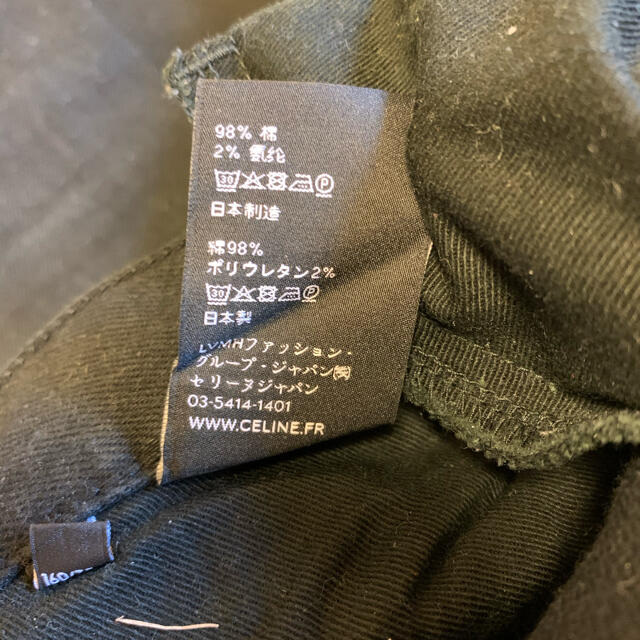 98% 棉
2% 氨纶
30 P
日本制造
綿98%
ポリウレタン2%
30 P
日本製
LVMHファッション・
グループ・ジャパン㈱
セリーヌジャパン
03-5414-1401
WWW.CELINE.FR